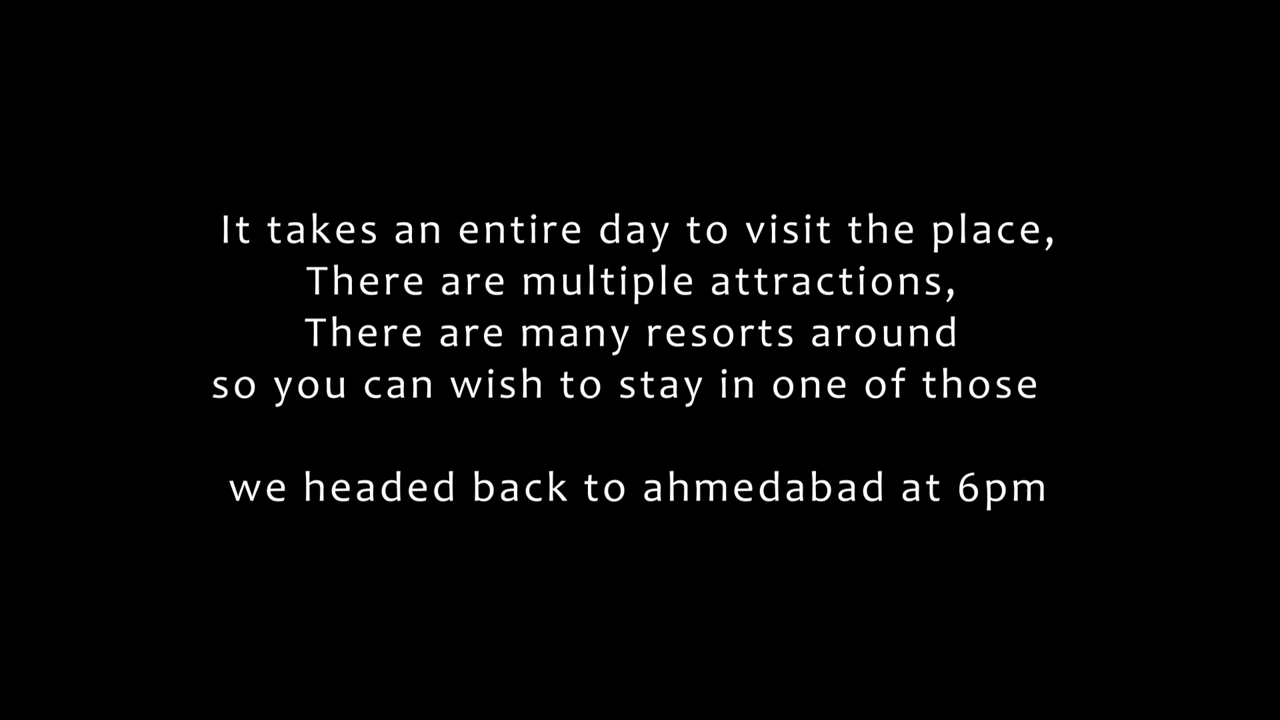 It takes an entire day to visit the place,
There are multiple attractions,
There are many resorts around
so you can wish to stay in one of those
we headed back to ahmedabad at 6pm